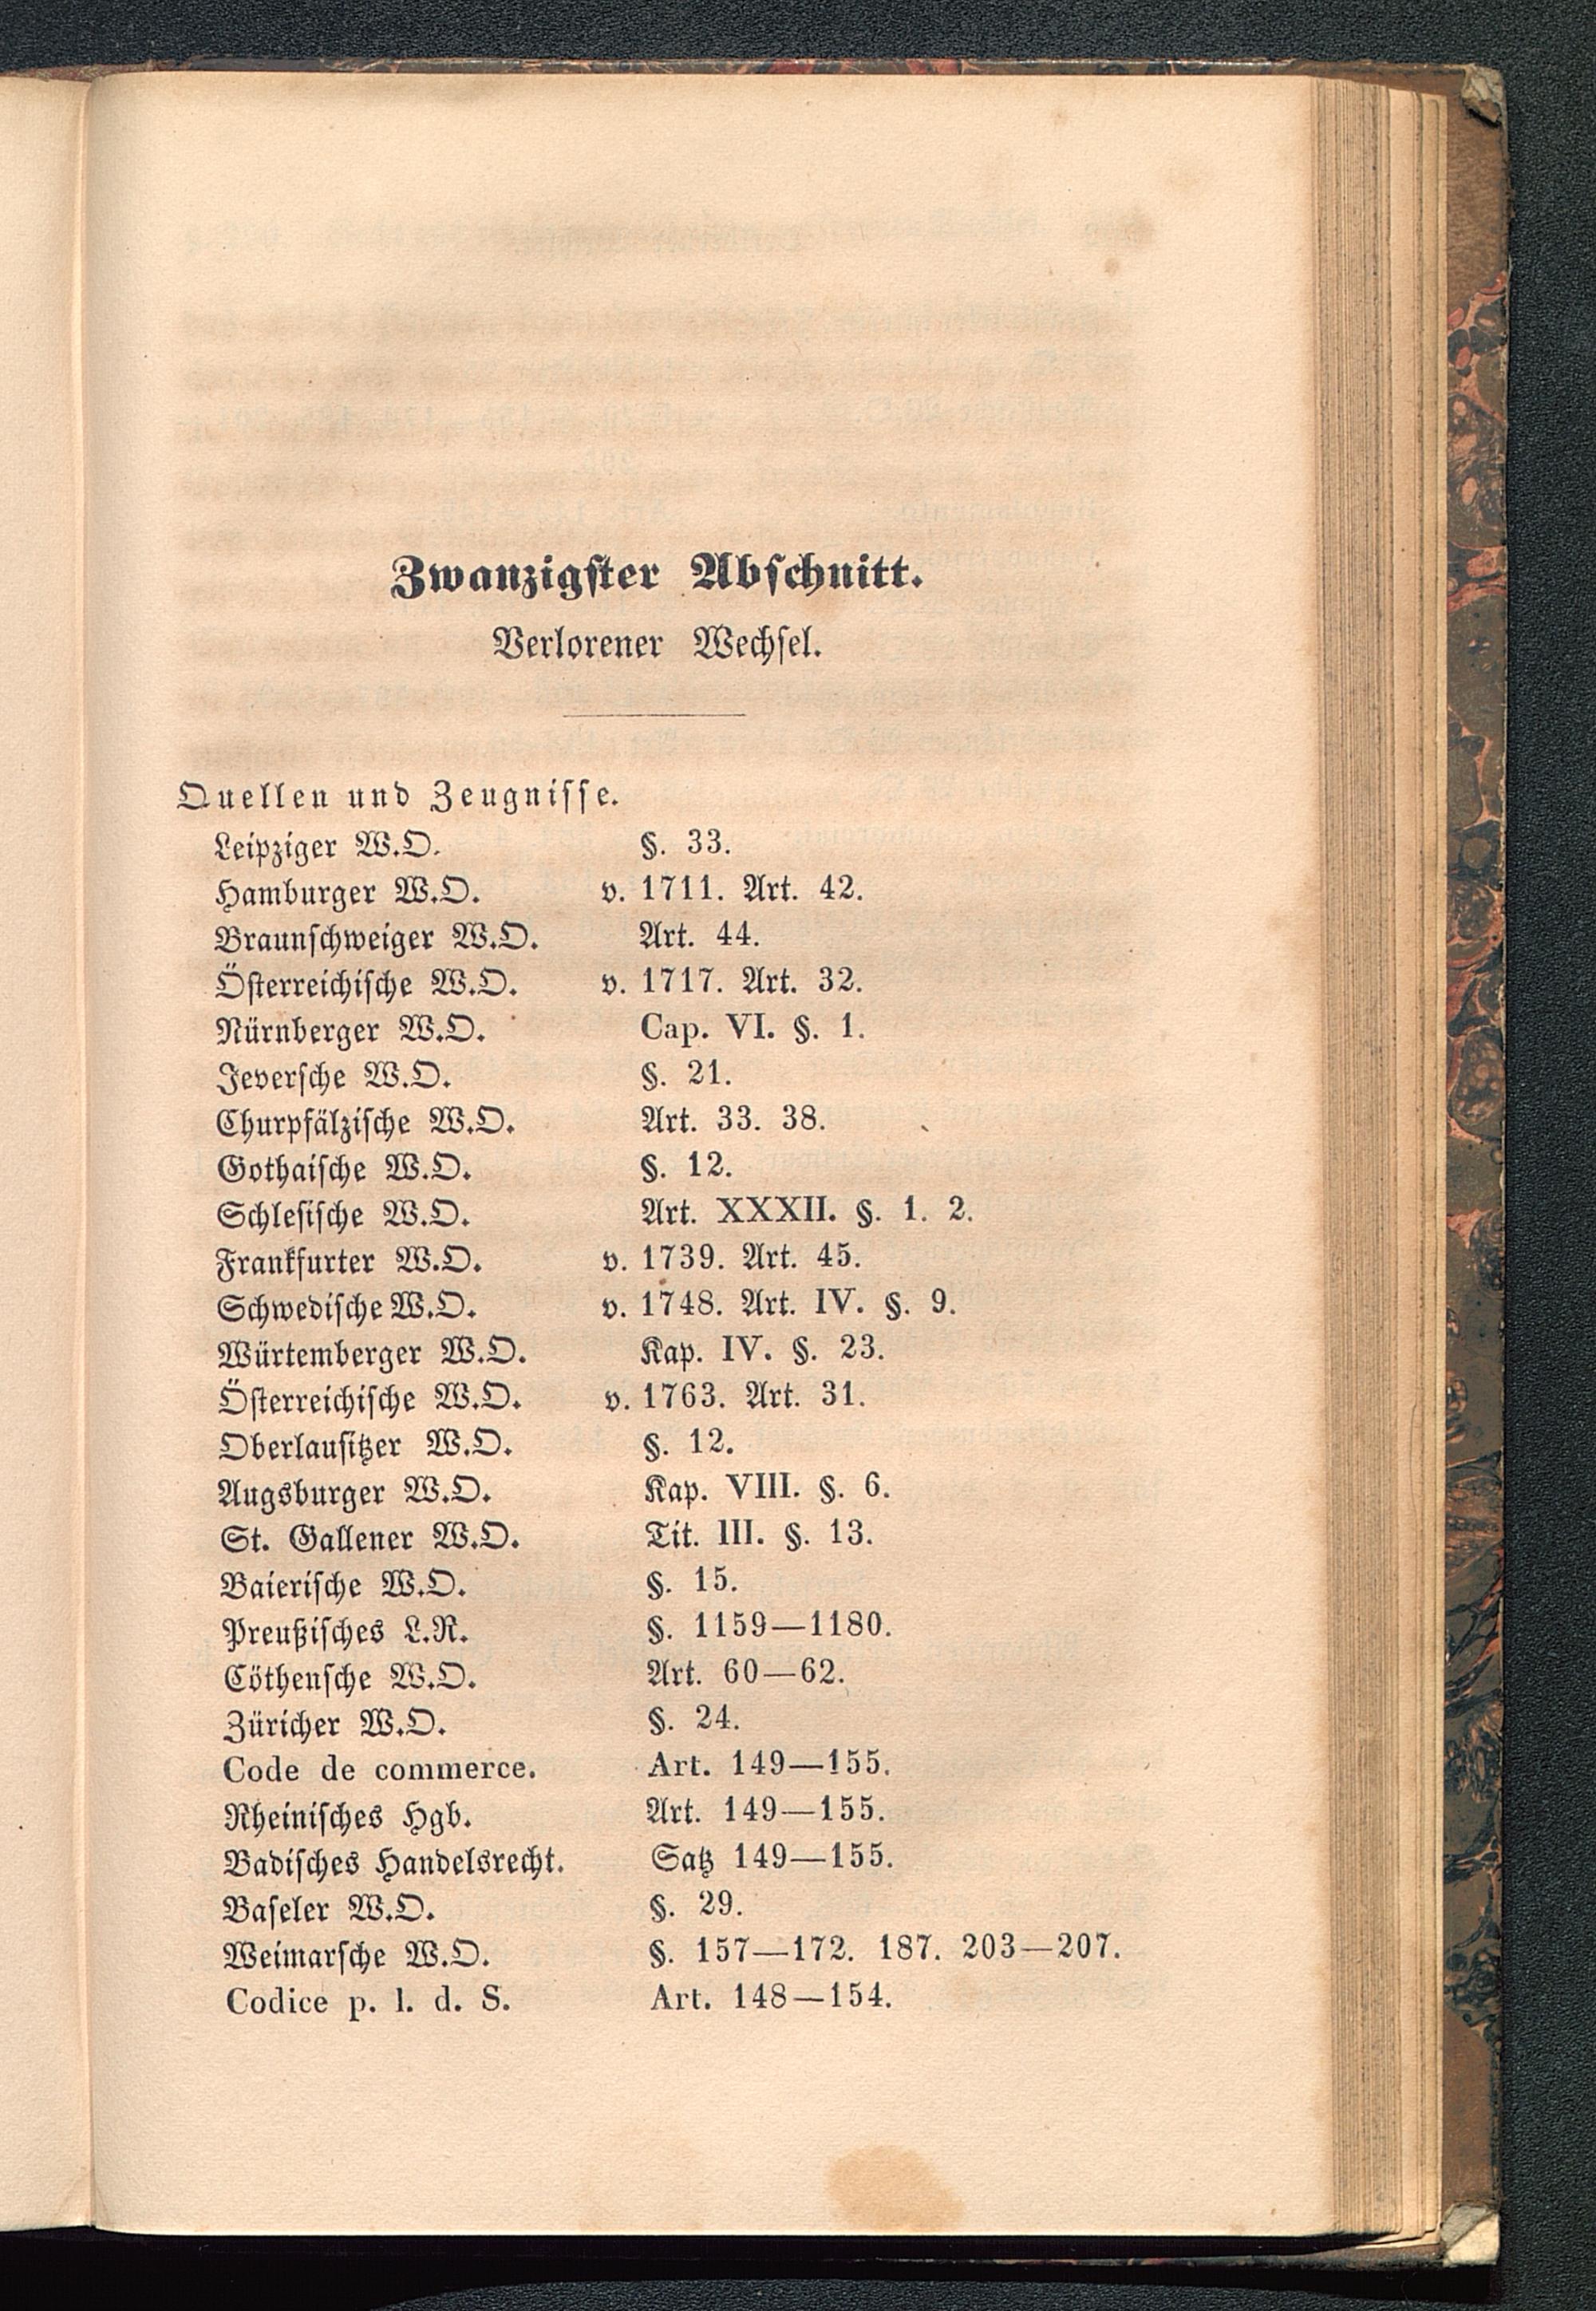 Zwanzigster Abschnitt.
Verlorener Wechsel.
Quellen und Zeugnisse.
Leipziger W.O. §. 33.
Hamburger W.O. v. 1711. Art. 42.
Braunschweiger W.O. Art. 44.
Österreichische W.O. v. 1717. Art. 32.
Nürnberger W.O. Cap. VI. §. 1.
Jeversche W.O. §. 21.
Churpfälzische W.O. Art. 33. 38.
Gothaische W.O. §. 12.
Schlesische W.O. Art. XXXII. §. 1. 2.
Frankfurter W.O. v. 1739. Art. 45.
Schwedische W.O. v. 1748. Art. IV. §. 9.
Würtemberger W.O. Kap. IV. §. 23.
Österreichische W.O. v. 1763. Art. 31.
Oberlausitzer W.O. §. 12.
Augsburger W.O. Kap. VIII. §. 6.
St. Gallener W.O. Tit. III. §. 13.
Baierische W.O. §. 15.
Preußisches L.R. §. 1159—1180.
Cöthensche W.O. Art. 60—62.
Züricher W.O. §. 24.
Code de commerce. Art. 149—155.
Rheinisches Hgb. Art. 149—155.
Badisches Handelsrecht. Satz 149—155.
Baseler W.O. §. 29.
Weimarsche W.O. §. 157—172. 187. 203—207.
Codice p. l. d. S. Art. 148—154.